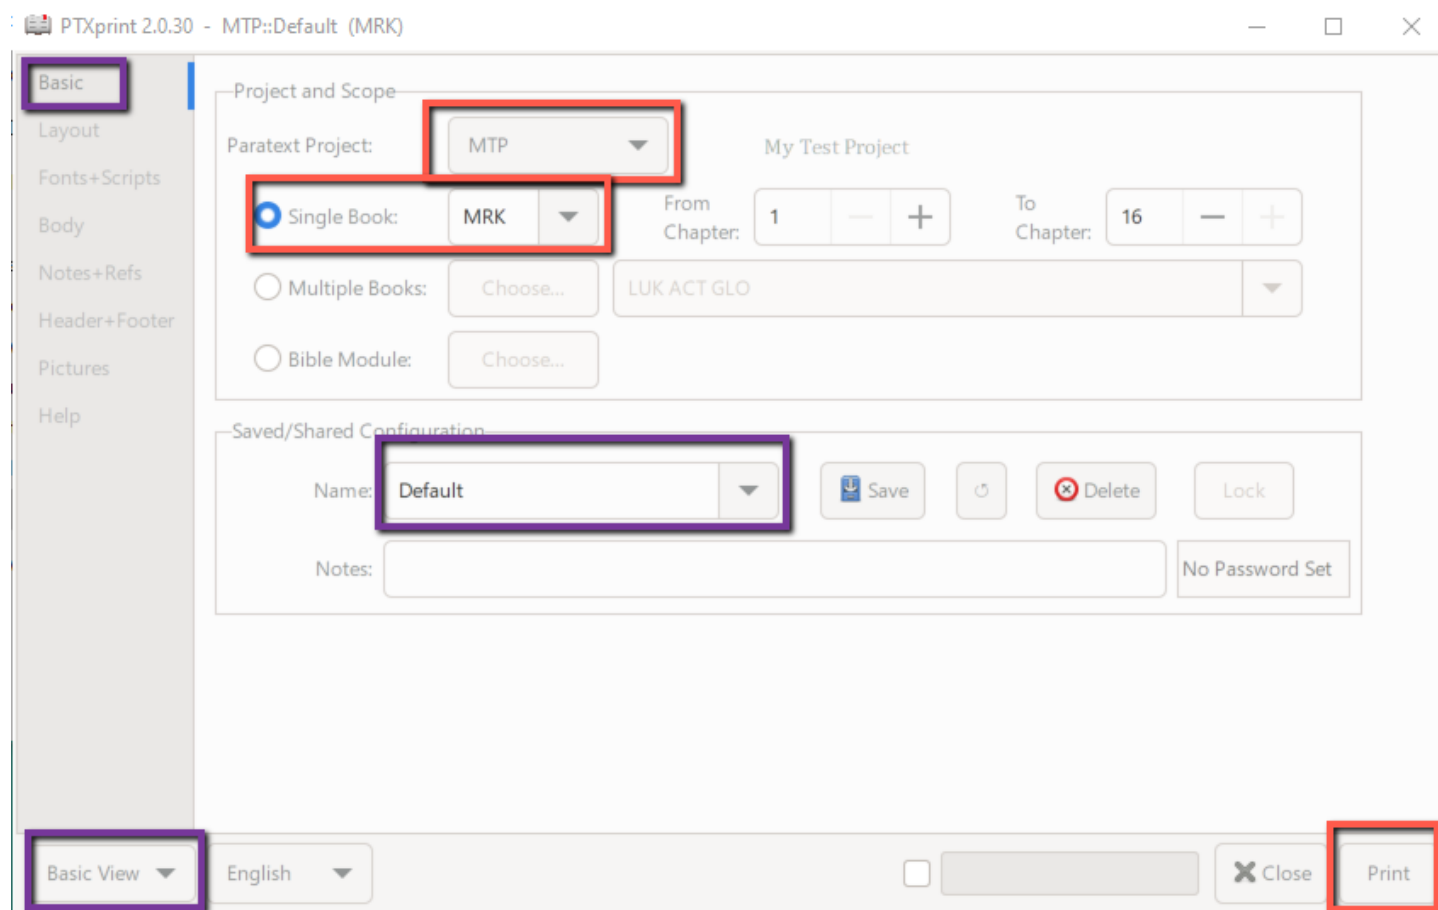 PTXprint 2.0.30 - MTP::Default (MRK)
Basic
Layout
Fonts+Scripts
Body
Notes+Refs
Header+Footer
Pictures
Help
Project and Scope
Paratext Project: MTP My Test Project
Single Book: MRK From Chapter: 1 To Chapter: 16
Multiple Books: Choose... LUK ACT GLO
Bible Module: Choose...
Saved/Shared Configuration
Name: Default Save Delete Lock
Notes: No Password Set
Basic View English Close Print